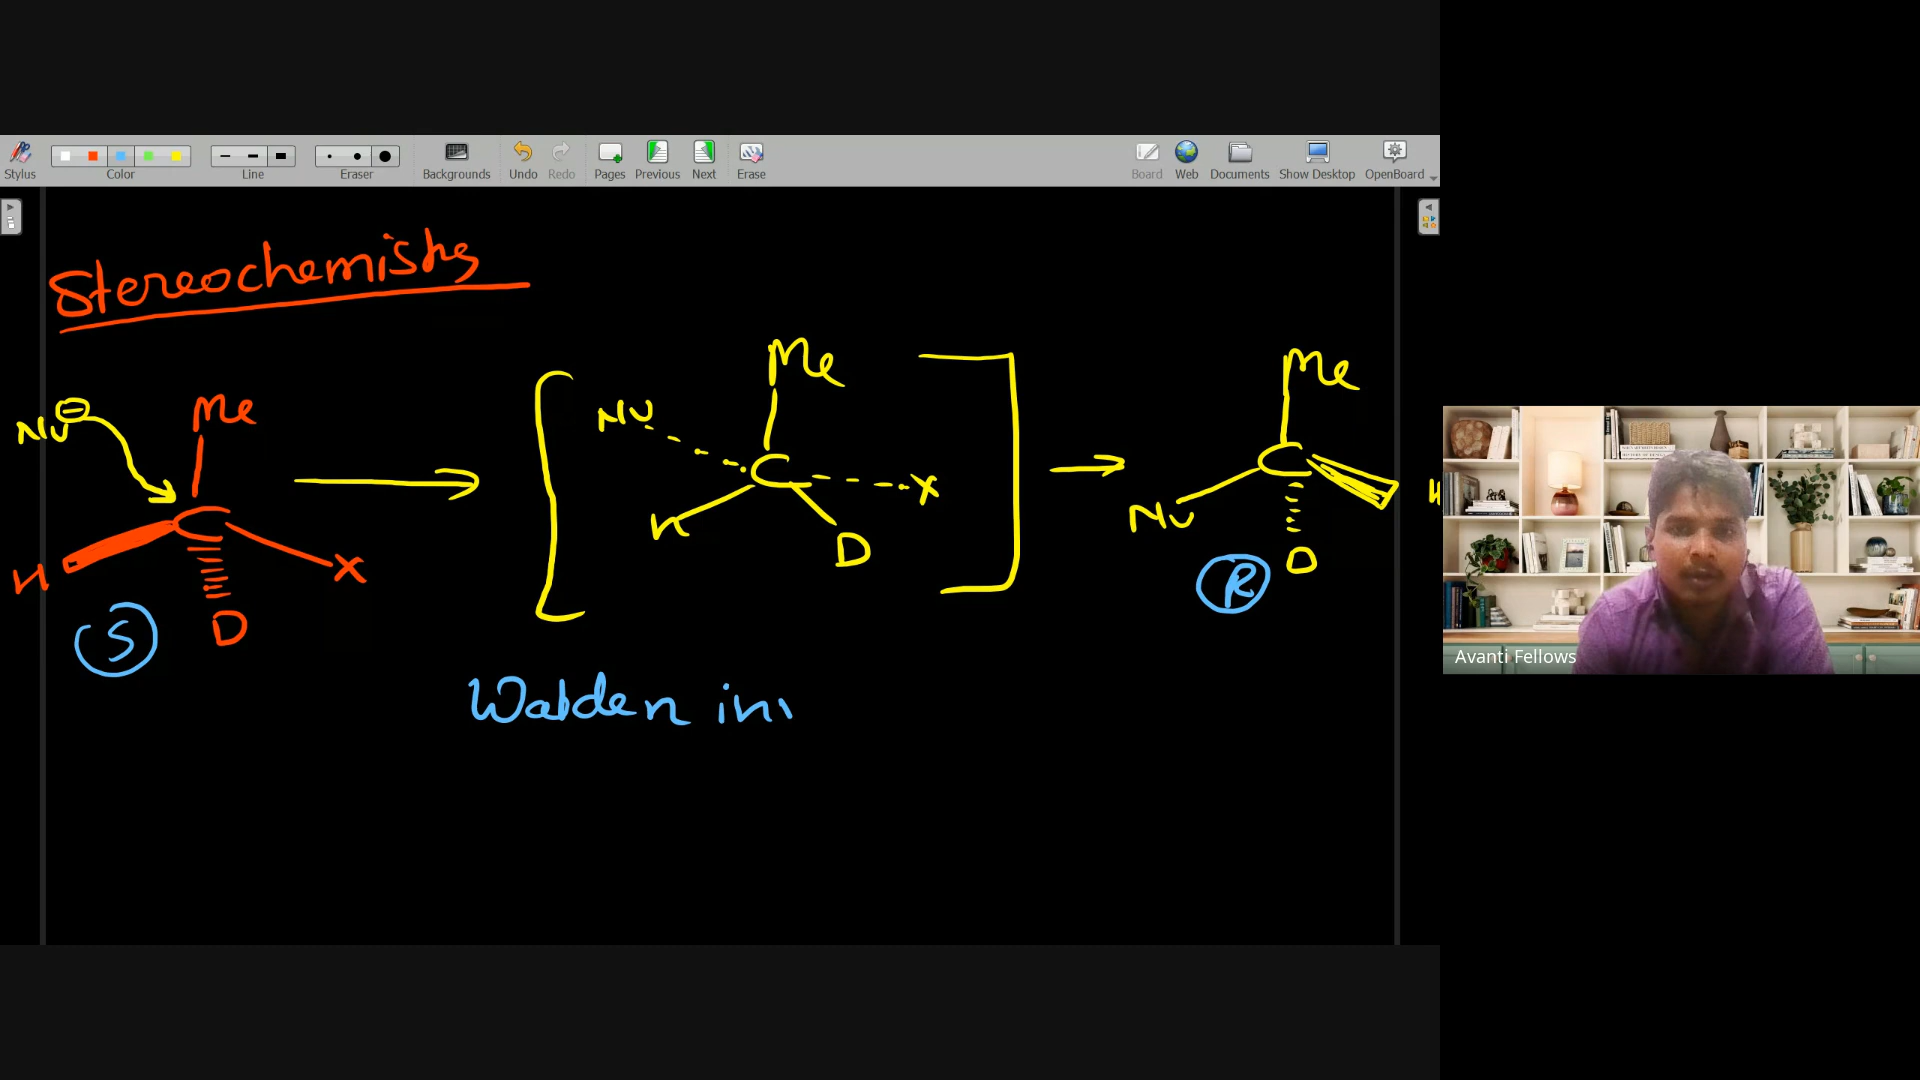 Stylus Color Line Eraser Backgrounds Undo Redo Pages Previous Next Erase Board Web Documents Show Desktop OpenBoard
Stereochemistry
Nu⊖ Me C H X D
S
Nu Me C X H D
Me C Nu D H
R
Walden inv
Avanti Fellows